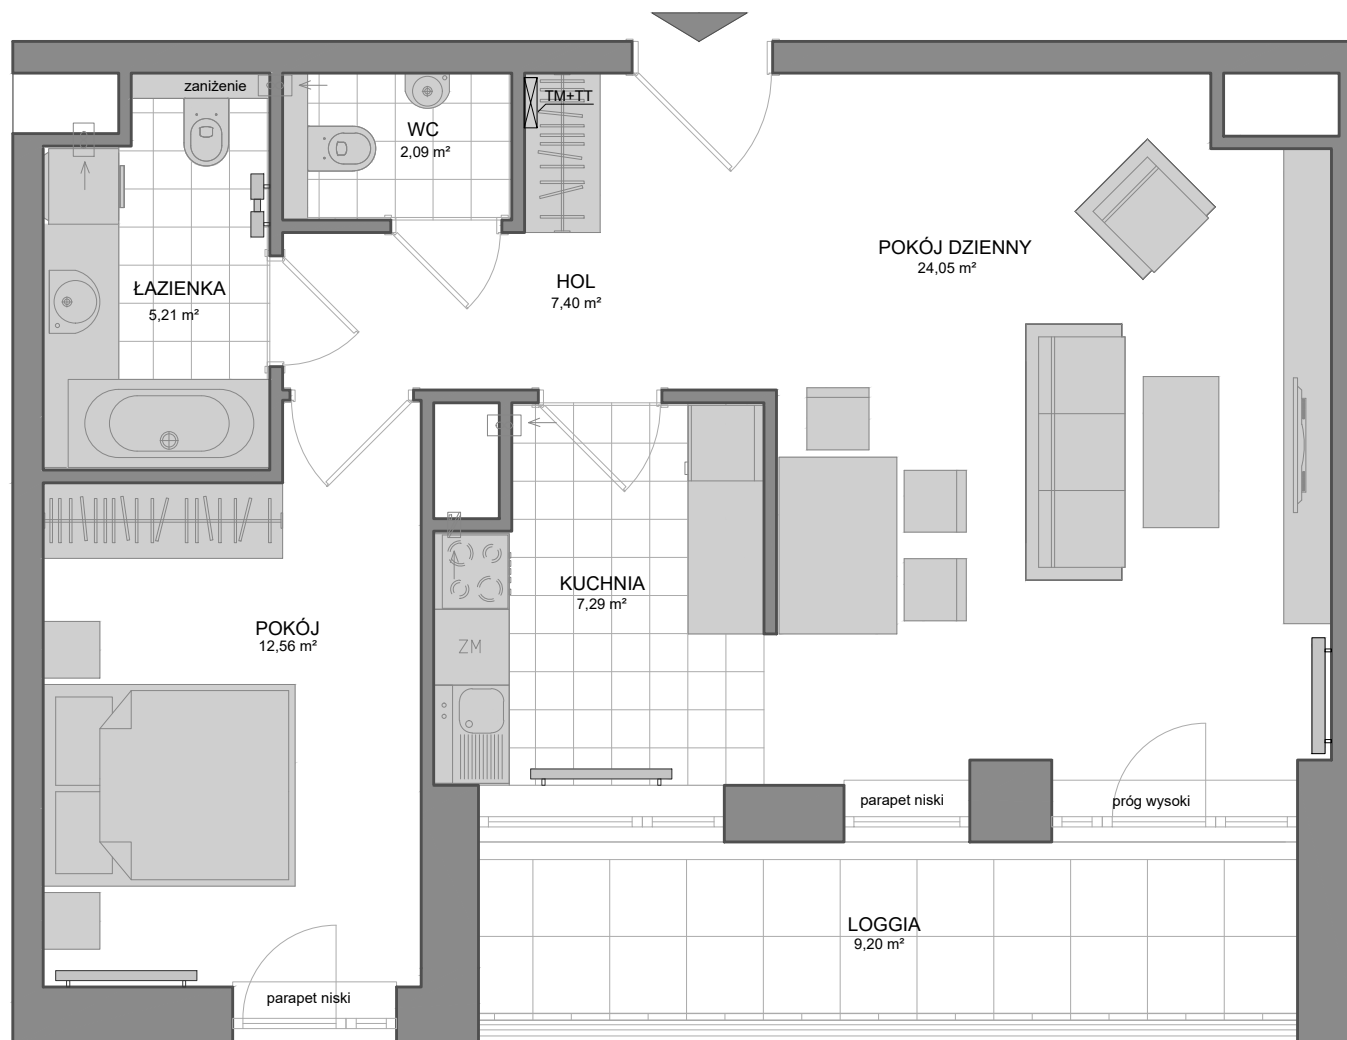 zaniżenie
TM+TT
WC
2,09 m²
POKÓJ DZIENNY
24,05 m²
HOL
7,40 m²
ŁAZIENKA
5,21 m²
KUCHNIA
7,29 m²
POKÓJ
12,56 m²
ZM
parapet niski
próg wysoki
LOGGIA
9,20 m²
parapet niski